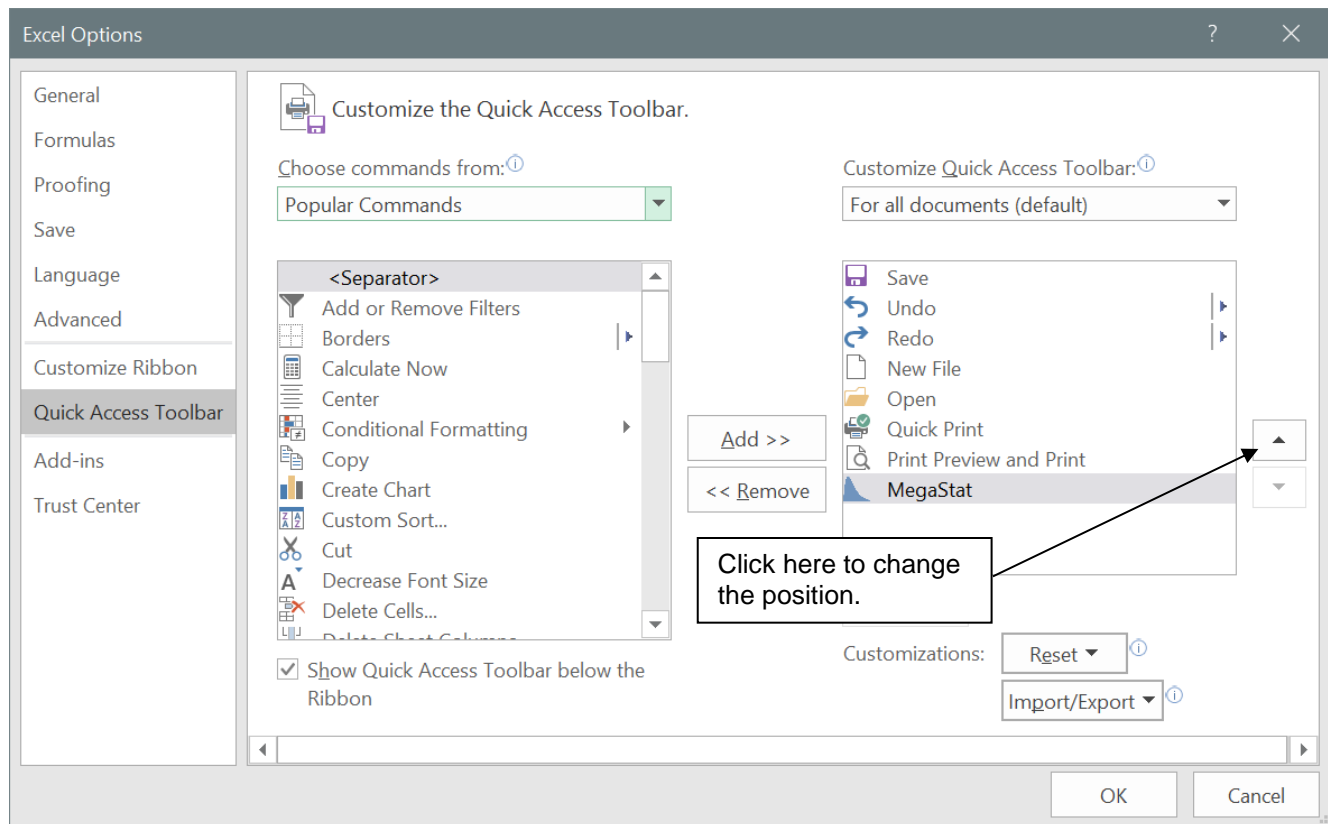 Excel Options
?
General
Formulas
Proofing
Save
Language
Advanced
Customize Ribbon
Quick Access Toolbar
Add-ins
Trust Center
Customize the Quick Access Toolbar.
Choose commands from:
Popular Commands
<Separator>
Add or Remove Filters
Borders
Calculate Now
Center
Conditional Formatting
Copy
Create Chart
Custom Sort...
Cut
Decrease Font Size
Delete Cells...
Delete Sheet Columns
Show Quick Access Toolbar below the
Ribbon
Add >>
<< Remove
Customize Quick Access Toolbar:
For all documents (default)
Save
Undo
Redo
New File
Open
Quick Print
Print Preview and Print
MegaStat
Click here to change
the position.
Customizations:
Reset
Import/Export
OK
Cancel